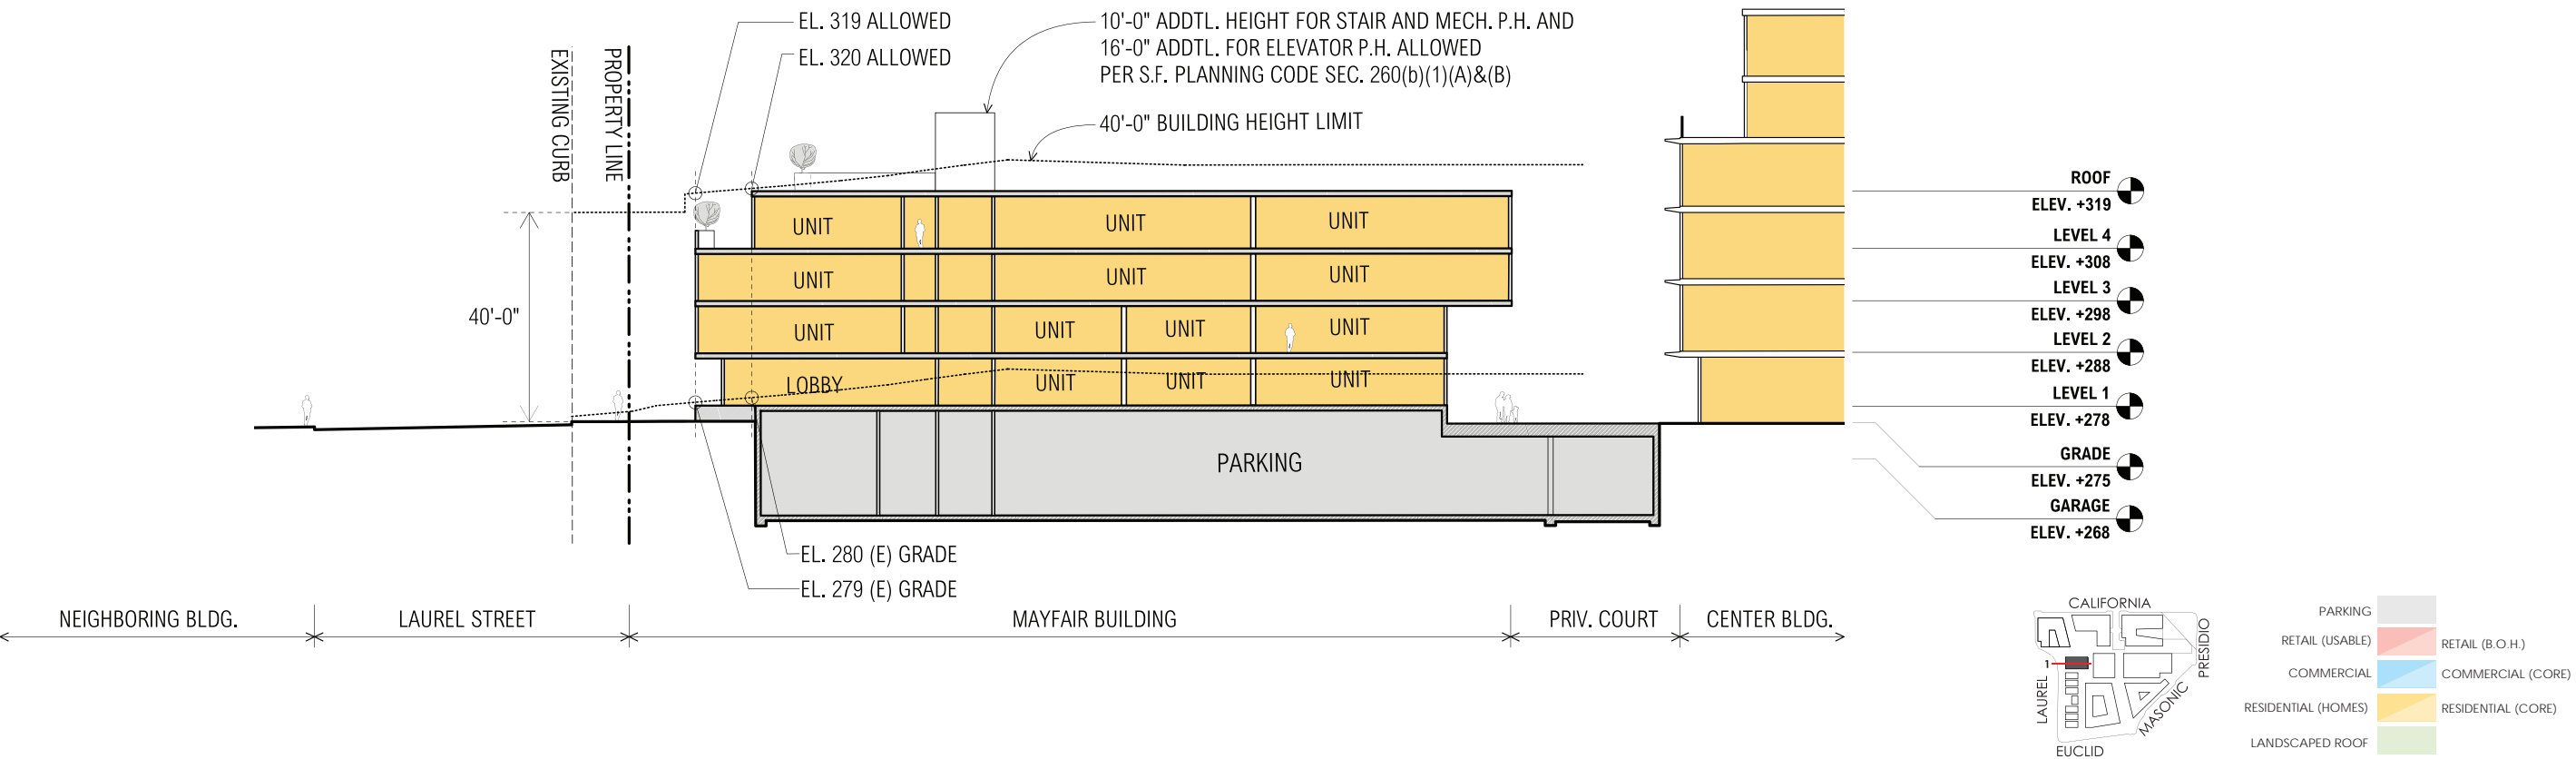 EL. 319 ALLOWED
EL. 320 ALLOWED
10'-0" ADDTL. HEIGHT FOR STAIR AND MECH. P.H. AND
16'-0" ADDTL. FOR ELEVATOR P.H. ALLOWED
PER S.F. PLANNING CODE SEC. 260(b)(1)(A)&(B)
40'-0" BUILDING HEIGHT LIMIT
EXISTING CURB
PROPERTY LINE
40'-0"
UNIT
UNIT
UNIT
UNIT
UNIT
UNIT
UNIT
UNIT
UNIT
UNIT
LOBBY
UNIT
UNIT
UNIT
PARKING
EL. 280 (E) GRADE
EL. 279 (E) GRADE
ROOF
ELEV. +319
LEVEL 4
ELEV. +308
LEVEL 3
ELEV. +298
LEVEL 2
ELEV. +288
LEVEL 1
ELEV. +278
GRADE
ELEV. +275
GARAGE
ELEV. +268
NEIGHBORING BLDG.
LAUREL STREET
MAYFAIR BUILDING
PRIV. COURT
CENTER BLDG.
CALIFORNIA
PRESIDIO
1
LAUREL
MASONIC
EUCLID
PARKING
RETAIL (USABLE)
RETAIL (B.O.H.)
COMMERCIAL
COMMERCIAL (CORE)
RESIDENTIAL (HOMES)
RESIDENTIAL (CORE)
LANDSCAPED ROOF